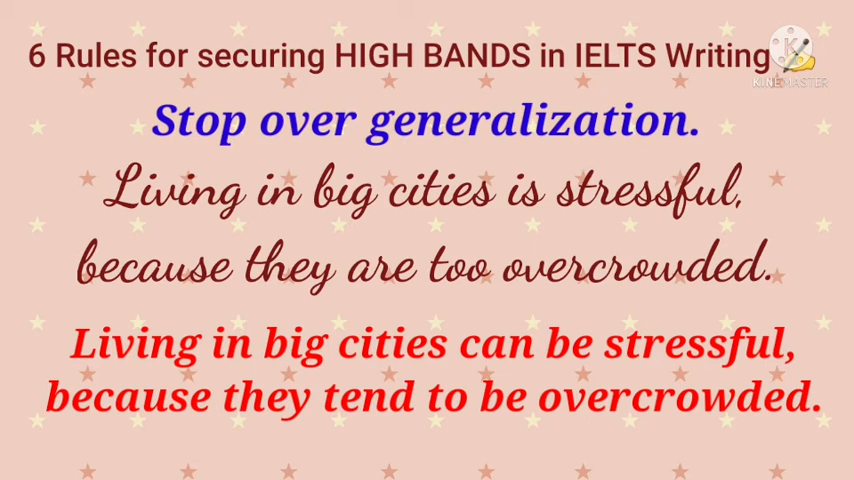 6 Rules for securing HIGH BANDS in IELTS Writing
K
KINEMASTER
Stop over generalization.
Living in big cities is stressful,
because they are too overcrowded.
Living in big cities can be stressful,
because they tend to be overcrowded.